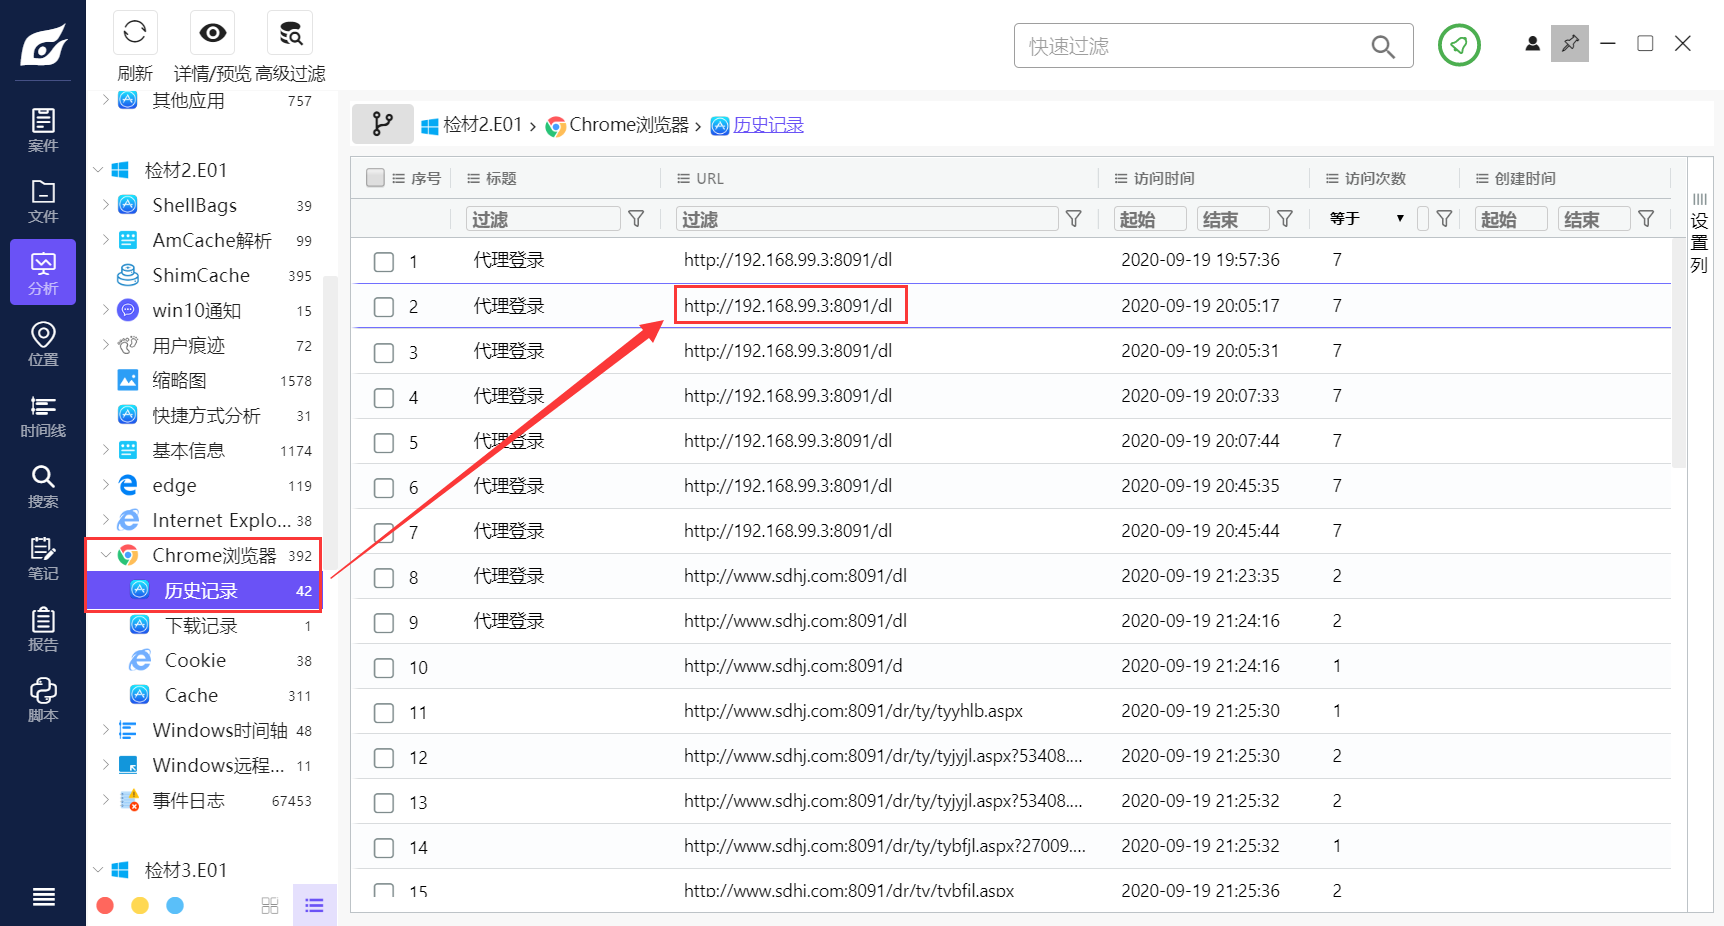 刷新
详情/预览
高级过滤
快速过滤
案件
文件
分析
位置
时间线
搜索
笔记
报告
脚本
其他应用 757
检材2.E01
ShellBags 39
AmCache解析 99
ShimCache 395
win10通知 15
用户痕迹 72
缩略图 1578
快捷方式分析 31
基本信息 1174
edge 119
Internet Explo... 38
Chrome浏览器 392
历史记录 42
下载记录 1
Cookie 38
Cache 311
Windows时间轴 48
Windows远程... 11
事件日志 67453
检材3.E01
检材2.E01 › Chrome浏览器 › 历史记录
序号 标题 URL 访问时间 访问次数 创建时间
过滤 过滤 起始 结束 等于 起始 结束
1 代理登录 http://192.168.99.3:8091/dl 2020-09-19 19:57:36 7
2 代理登录 http://192.168.99.3:8091/dl 2020-09-19 20:05:17 7
3 代理登录 http://192.168.99.3:8091/dl 2020-09-19 20:05:31 7
4 代理登录 http://192.168.99.3:8091/dl 2020-09-19 20:07:33 7
5 代理登录 http://192.168.99.3:8091/dl 2020-09-19 20:07:44 7
6 代理登录 http://192.168.99.3:8091/dl 2020-09-19 20:45:35 7
7 代理登录 http://192.168.99.3:8091/dl 2020-09-19 20:45:44 7
8 代理登录 http://www.sdhj.com:8091/dl 2020-09-19 21:23:35 2
9 代理登录 http://www.sdhj.com:8091/dl 2020-09-19 21:24:16 2
10 http://www.sdhj.com:8091/d 2020-09-19 21:24:16 1
11 http://www.sdhj.com:8091/dr/ty/tyyhlb.aspx 2020-09-19 21:25:30 1
12 http://www.sdhj.com:8091/dr/ty/tyjyjl.aspx?53408.... 2020-09-19 21:25:30 2
13 http://www.sdhj.com:8091/dr/ty/tyjyjl.aspx?53408.... 2020-09-19 21:25:32 2
14 http://www.sdhj.com:8091/dr/ty/tybfjl.aspx?27009.... 2020-09-19 21:25:32 1
15 http://www.sdhj.com:8091/dr/ty/tybfjl.aspx 2020-09-19 21:25:36 2
设置列